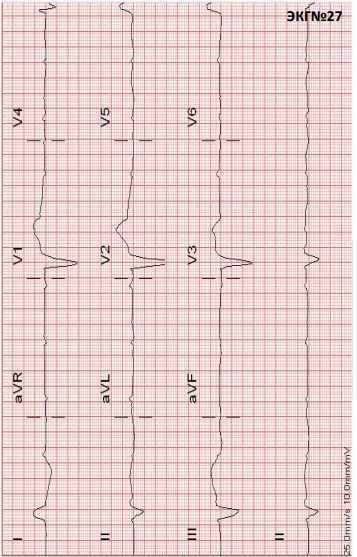 ЭКГ№27
I
aVR
V1
V4
II
aVL
V2
V5
III
aVF
V3
V6
II
25.0mm/s 10.0mm/mV